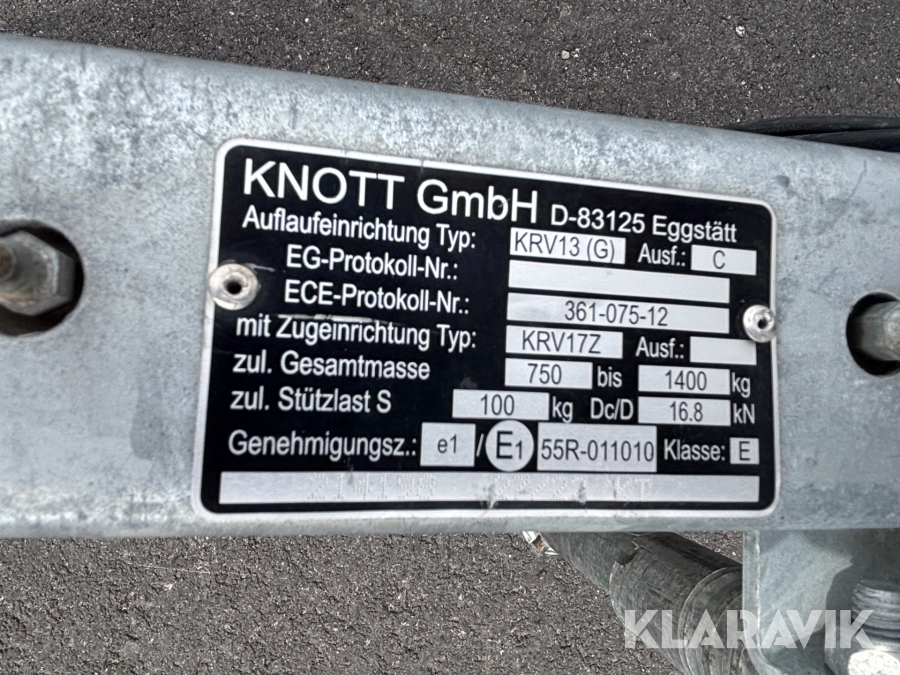 KNOTT GmbH D-83125 Eggstätt
Auflaufeinrichtung Typ: KRV13 (G) Ausf.: C
EG-Protokoll-Nr.:
ECE-Protokoll-Nr.: 361-075-12
mit Zugeinrichtung Typ: KRV17Z Ausf.:
zul. Gesamtmasse 750 bis 1400 kg
zul. Stützlast S 100 kg Dc/D 16.8 kN
Genehmigungsz.: e1 / E1 55R-011010 Klasse: E
KLARAVIK